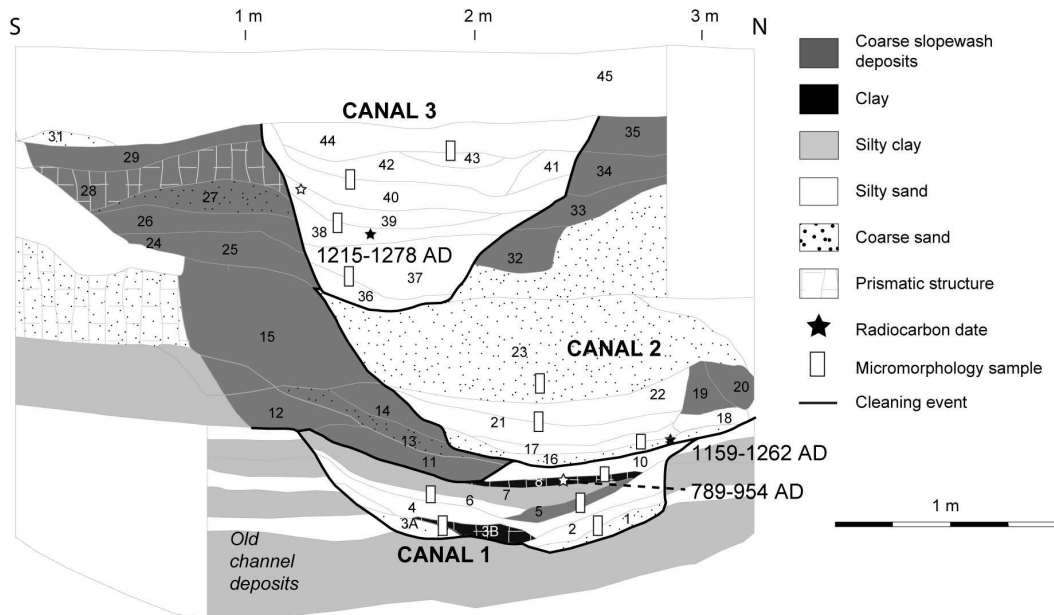 S
1 m
2 m
3 m
N
45
CANAL 3
31
29
44
43
42
41
35
34
28
27
40
33
26
39
38
24
25
1215-1278 AD
37
32
36
15
23
CANAL 2
22
19
20
21
18
14
12
13
17
16
11
10
1159-1262 AD
8
7
6
789-954 AD
4
5
3A
3B
2
1
CANAL 1
Old
channel
deposits
Coarse slopewash
deposits
Clay
Silty clay
Silty sand
Coarse sand
Prismatic structure
Radiocarbon date
Micromorphology sample
Cleaning event
1 m